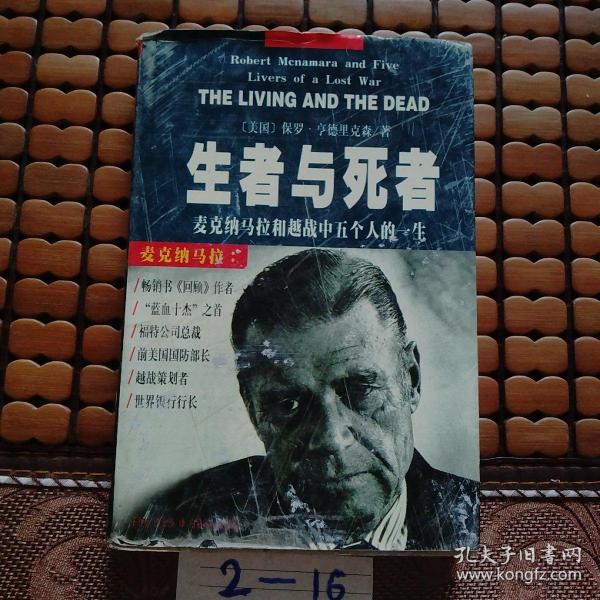 Robert Mcnamara and Five
Livers of a Lost War
THE LIVING AND THE DEAD
〔美国〕保罗·亨德里克森/著
生者与死者
麦克纳马拉和越战中五个人的一生
麦克纳马拉:
/畅销书《回顾》作者
/“蓝血十杰”之首
/福特公司总裁
/前美国国防部长
/越战策划者
/世界银行行长
2-16
孔夫子旧书网
www.kongfz.com